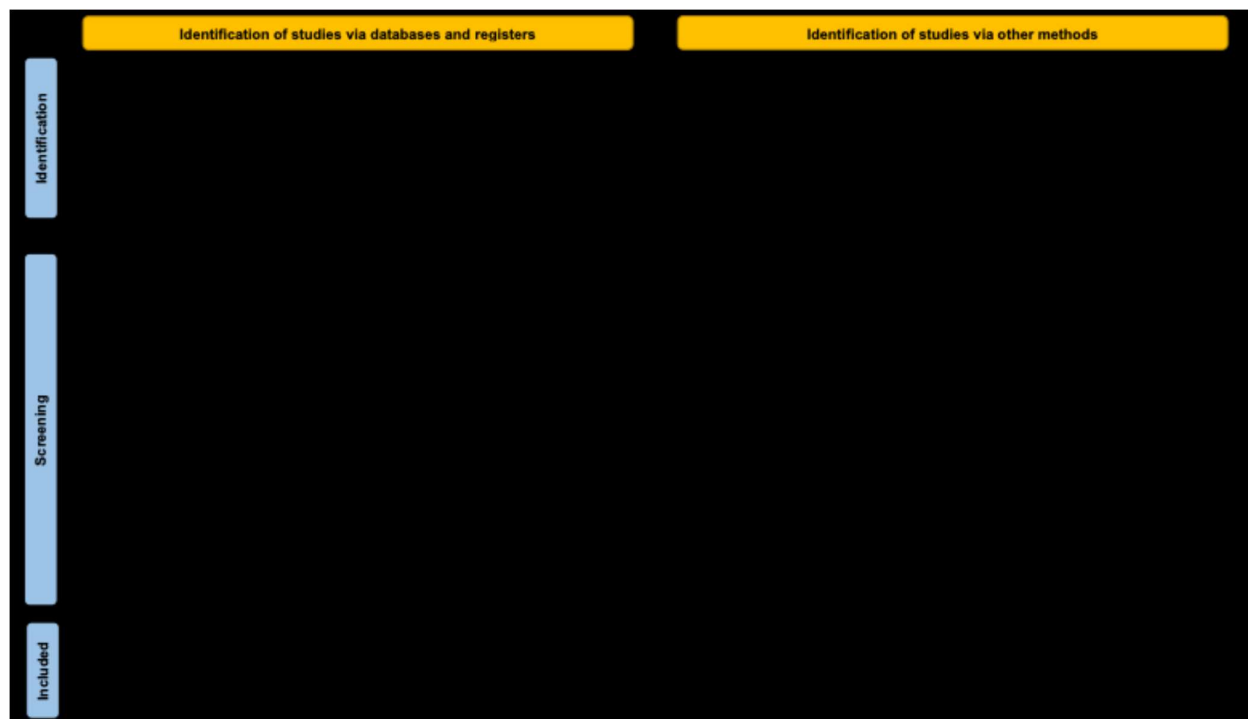 Identification of studies via databases and registers
Identification of studies via other methods
Identification
Screening
Included